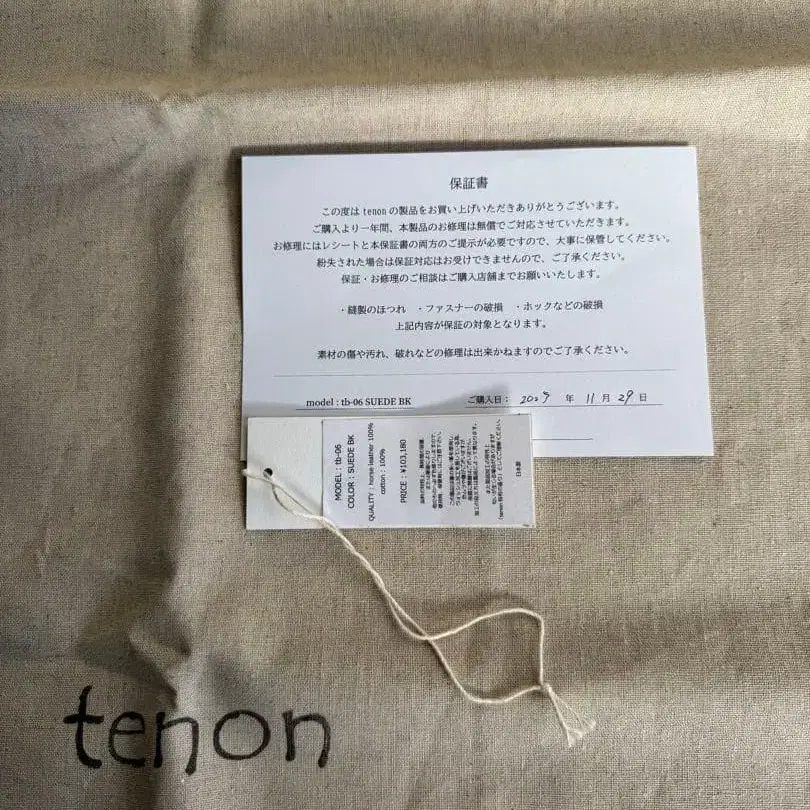 保証書
この度はtenonの製品をお買い上げいただきありがとうございます。
ご購入より一年間、本製品のお修理は無償でご対応させていただきます。
お修理にはレシートと本保証書の両方のご提示が必要ですので、大事に保管してください。
紛失された場合は保証対応はお受けできませんので、ご了承ください。
保証・お修理のご相談はご購入店舗までお願いいたします。
・縫製のほつれ ・ファスナーの破損 ・ホックなどの破損
上記内容が保証の対象となります。
素材の傷や汚れ、破れなどの修理は出来かねますのでご了承ください。
model : tb-06 SUEDE BK ご購入日: 年 11 月 29 日
MODEL : tb-06
COLOR : SUEDE BK
QUALITY : horse leather 100%
cotton : 100%
PRICE : ¥103,180
日本製
tenon